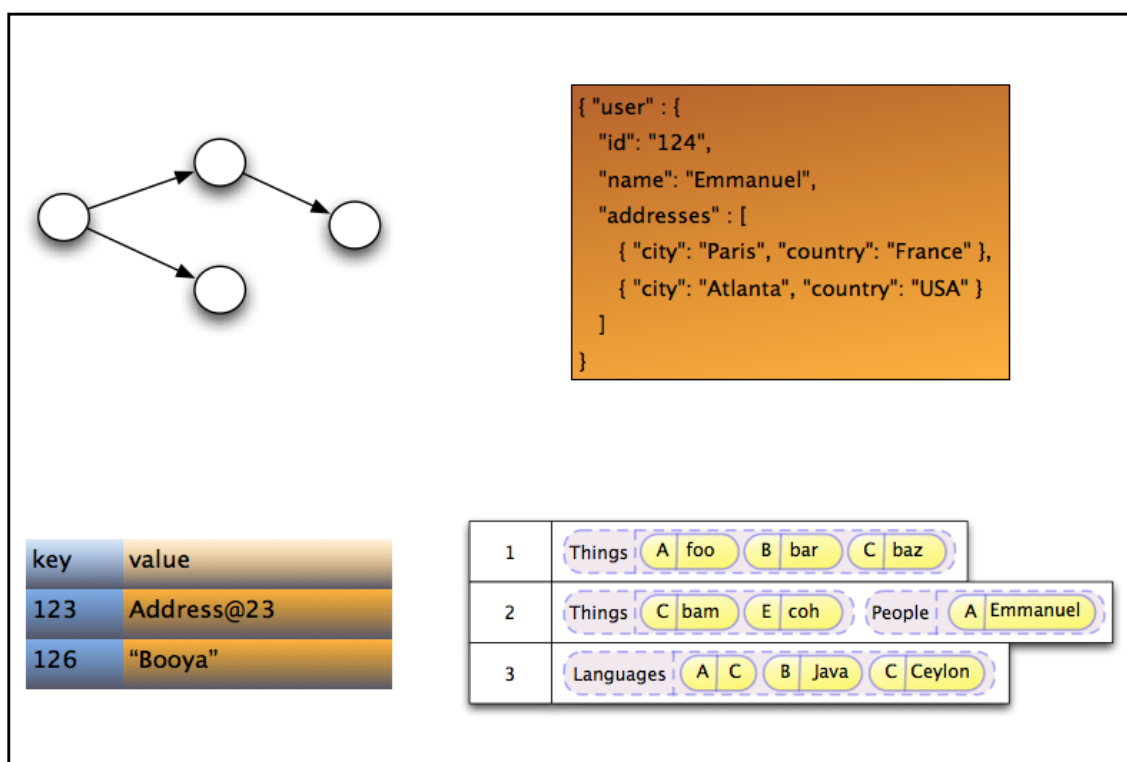 { "user" : {
"id": "124",
"name": "Emmanuel",
"addresses" : [
{ "city": "Paris", "country": "France" },
{ "city": "Atlanta", "country": "USA" }
]
}
key value
123 Address@23
126 “Booya”
1 Things A foo B bar C baz
2 Things C bam E coh People A Emmanuel
3 Languages A C B Java C Ceylon